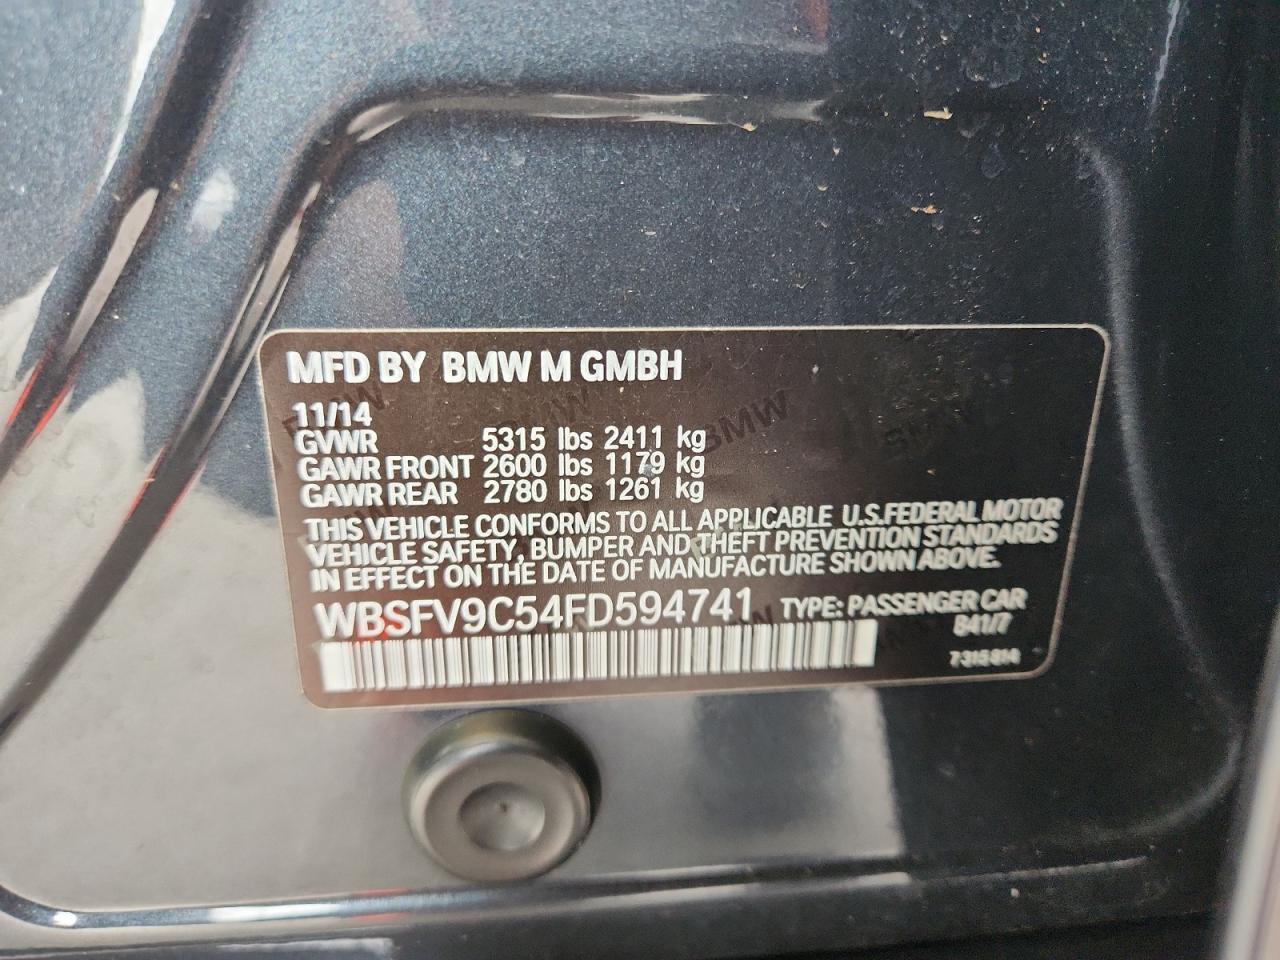 MFD BY BMW M GMBH
11/14
GVWR 5315 lbs 2411 kg
GAWR FRONT 2600 lbs 1179 kg
GAWR REAR 2780 lbs 1261 kg
THIS VEHICLE CONFORMS TO ALL APPLICABLE U.S.FEDERAL MOTOR
VEHICLE SAFETY, BUMPER AND THEFT PREVENTION STANDARDS
IN EFFECT ON THE DATE OF MANUFACTURE SHOWN ABOVE.
WBSFV9C54FD594741 TYPE: PASSENGER CAR
B41/7
7315814